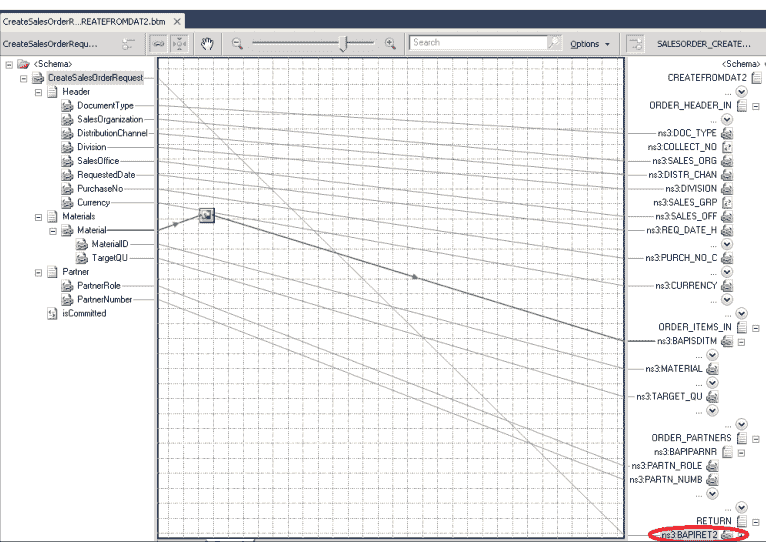 CreateSalesOrderR...REATEFROMDAT2.btm
CreateSalesOrderRequ...
Search
Options
SALESORDER_CREATE...
<Schema>
CreateSalesOrderRequest
Header
DocumentType
SalesOrganization
DistributionChannel
Division
SalesOffice
RequestedDate
PurchaseNo
Currency
Materials
Material
MaterialID
TargetQU
Partner
PartnerRole
PartnerNumber
isCommitted
<Schema>
CREATEFROMDAT2
...
ORDER_HEADER_IN
...
ns3:DOC_TYPE
ns3:COLLECT_NO
ns3:SALES_ORG
ns3:DISTR_CHAN
ns3:DIVISION
ns3:SALES_GRP
ns3:SALES_OFF
ns3:REQ_DATE_H
...
ns3:PURCH_NO_C
...
ns3:CURRENCY
...
...
ORDER_ITEMS_IN
ns3:BAPISDITM
...
ns3:MATERIAL
...
ns3:TARGET_QU
...
...
ORDER_PARTNERS
ns3:BAPIPARNR
ns3:PARTN_ROLE
ns3:PARTN_NUMB
...
...
RETURN
ns3:BAPIRET2